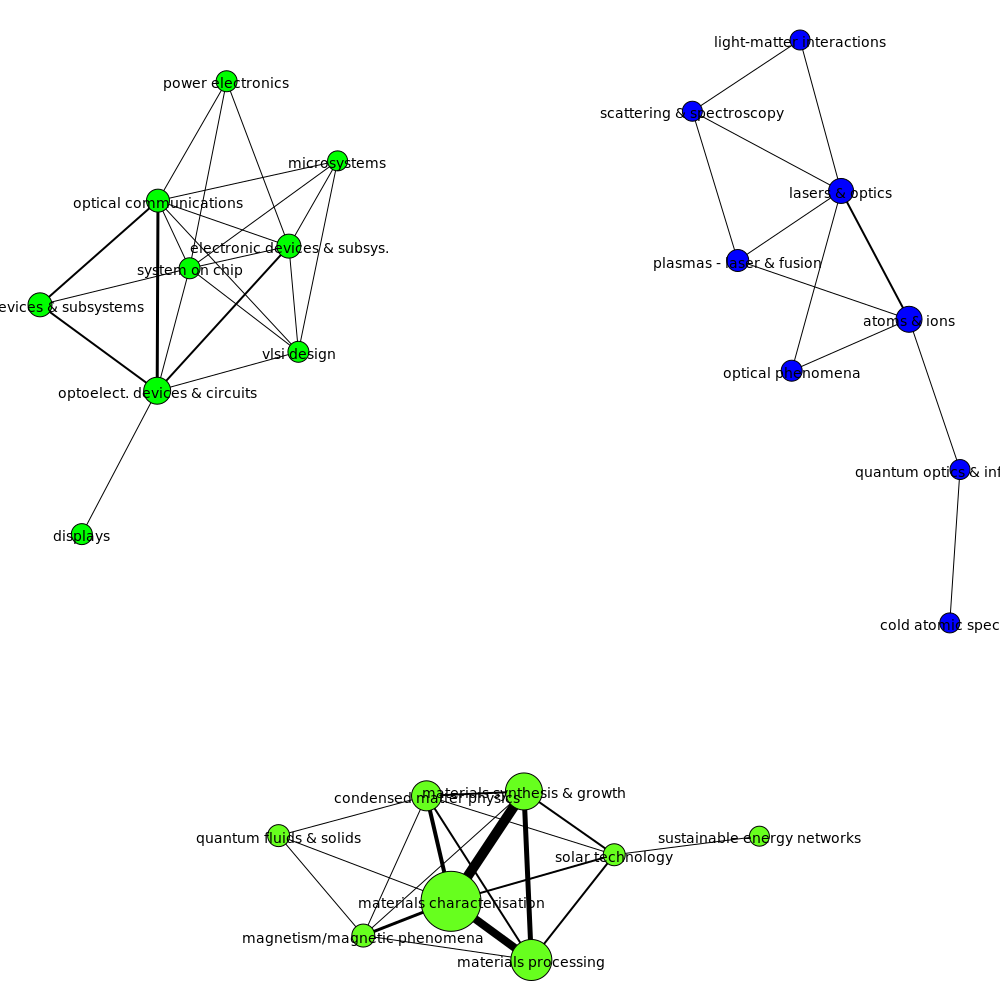 light-matter interactions
power electronics
scattering & spectroscopy
microsystems
lasers & optics
optical communications
electronic devices & subsys.
plasmas - laser & fusion
system on chip
devices & subsystems
atoms & ions
vlsi design
optical phenomena
optoelect. devices & circuits
quantum optics & inf
displays
cold atomic spec
materials synthesis & growth
condensed matter physics
quantum fluids & solids
sustainable energy networks
solar technology
materials characterisation
magnetism/magnetic phenomena
materials processing